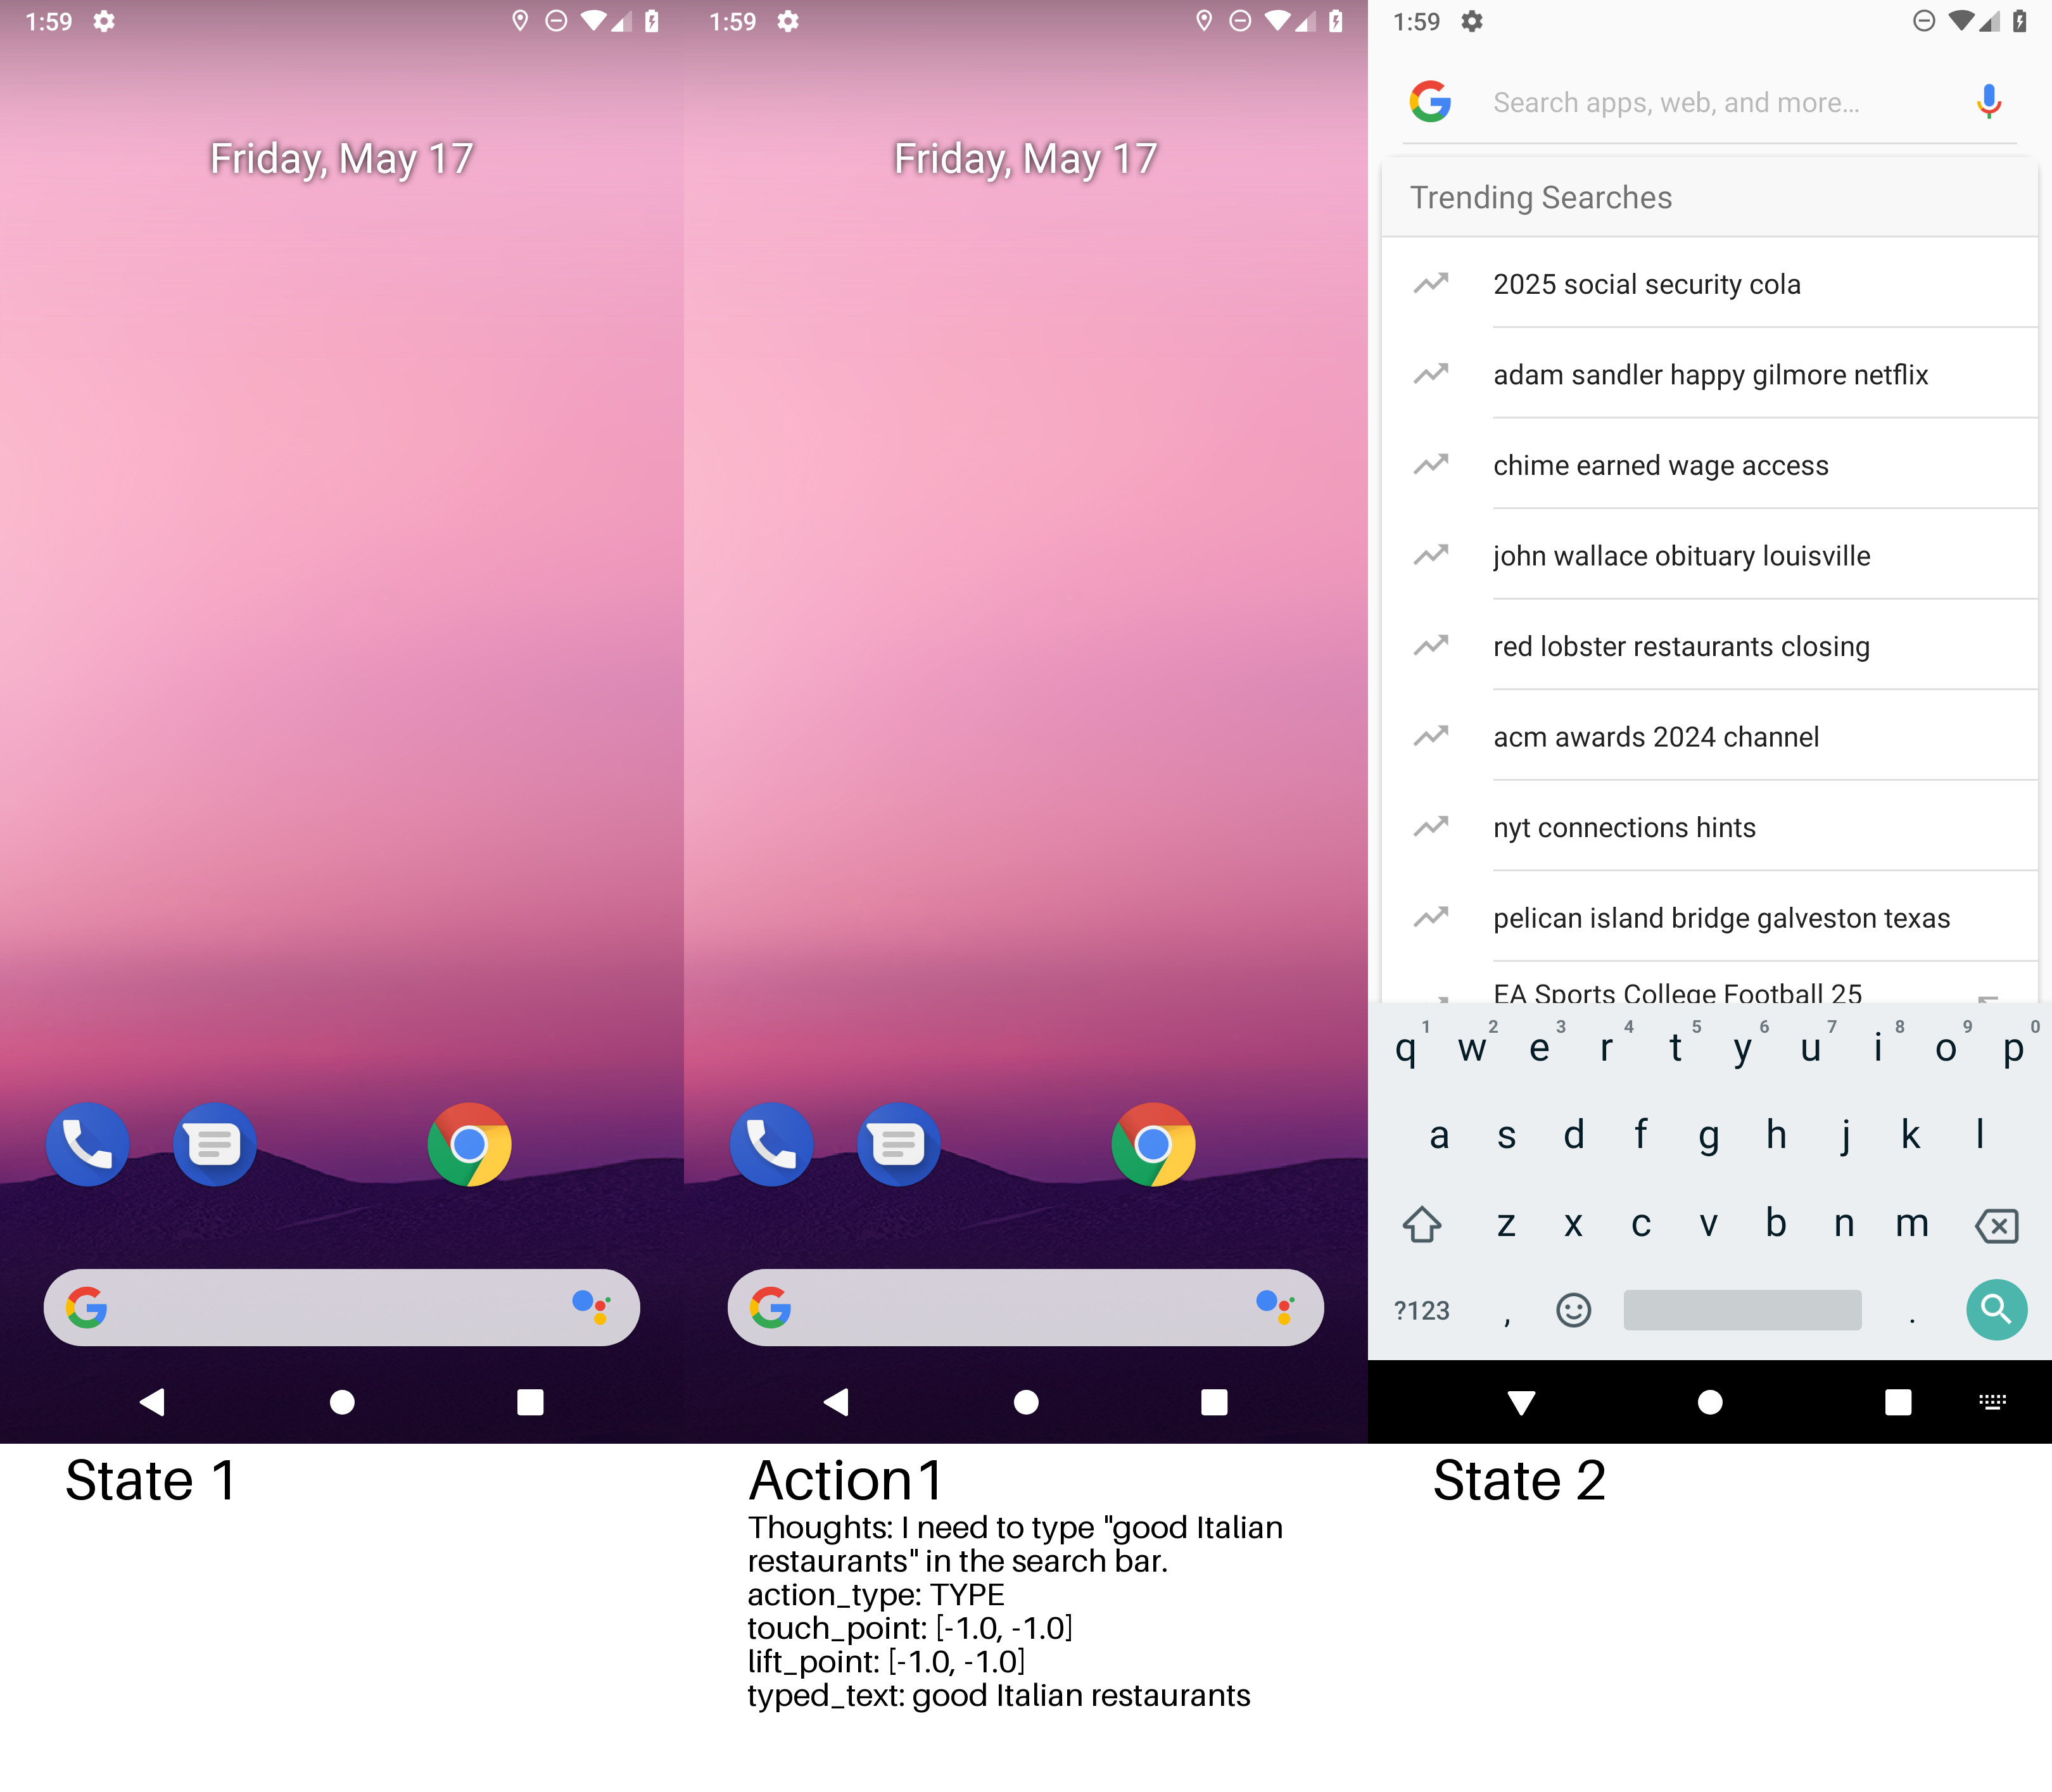 1:59
Friday, May 17
State 1
1:59
Friday, May 17
Action1
Thoughts: I need to type "good Italian
restaurants" in the search bar.
action_type: TYPE
touch_point: [-1.0, -1.0]
lift_point: [-1.0, -1.0]
typed_text: good Italian restaurants
1:59
Search apps, web, and more...
Trending Searches
2025 social security cola
adam sandler happy gilmore netflix
chime earned wage access
john wallace obituary louisville
red lobster restaurants closing
acm awards 2024 channel
nyt connections hints
pelican island bridge galveston texas
EA Sports College Football 25
1 2 3 4 5 6 7 8 9 0
q w e r t y u i o p
a s d f g h j k l
z x c v b n m
?123 , .
State 2